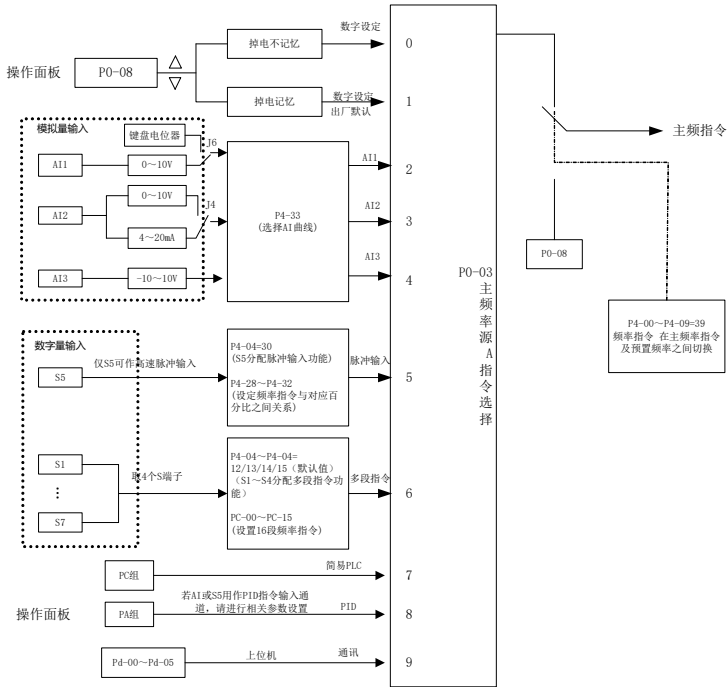 操作面板
P0-08
掉电不记忆
数字设定
0
掉电记忆
数字设定
出厂默认
1
模拟量输入
键盘电位器
J6
AI1
0～10V
AI1
2
AI2
0～10V
J4
4～20mA
P4-33
(选择AI曲线)
AI2
3
AI3
-10～10V
AI3
4
数字量输入
S5
仅S5可作高速脉冲输入
P4-04=30
(S5分配脉冲输入功能)
P4-28～P4-32
(设定频率指令与对应百
分比之间关系)
脉冲输入
5
S1
⋮
S7
取4个S端子
P4-04～P4-04=
12/13/14/15（默认值）
（S1～S4分配多段指令功
能）
PC-00～PC-15
(设置16段频率指令)
多段指令
6
PC组
简易PLC
7
操作面板
PA组
若AI或S5用作PID指令输入通
道，请进行相关参数设置
PID
8
Pd-00～Pd-05
上位机
通讯
9
P0-03
主
频
率
源
A
指
令
选
择
主频指令
P0-08
P4-00～P4-09=39
频率指令 在主频率指令
及预置频率之间切换